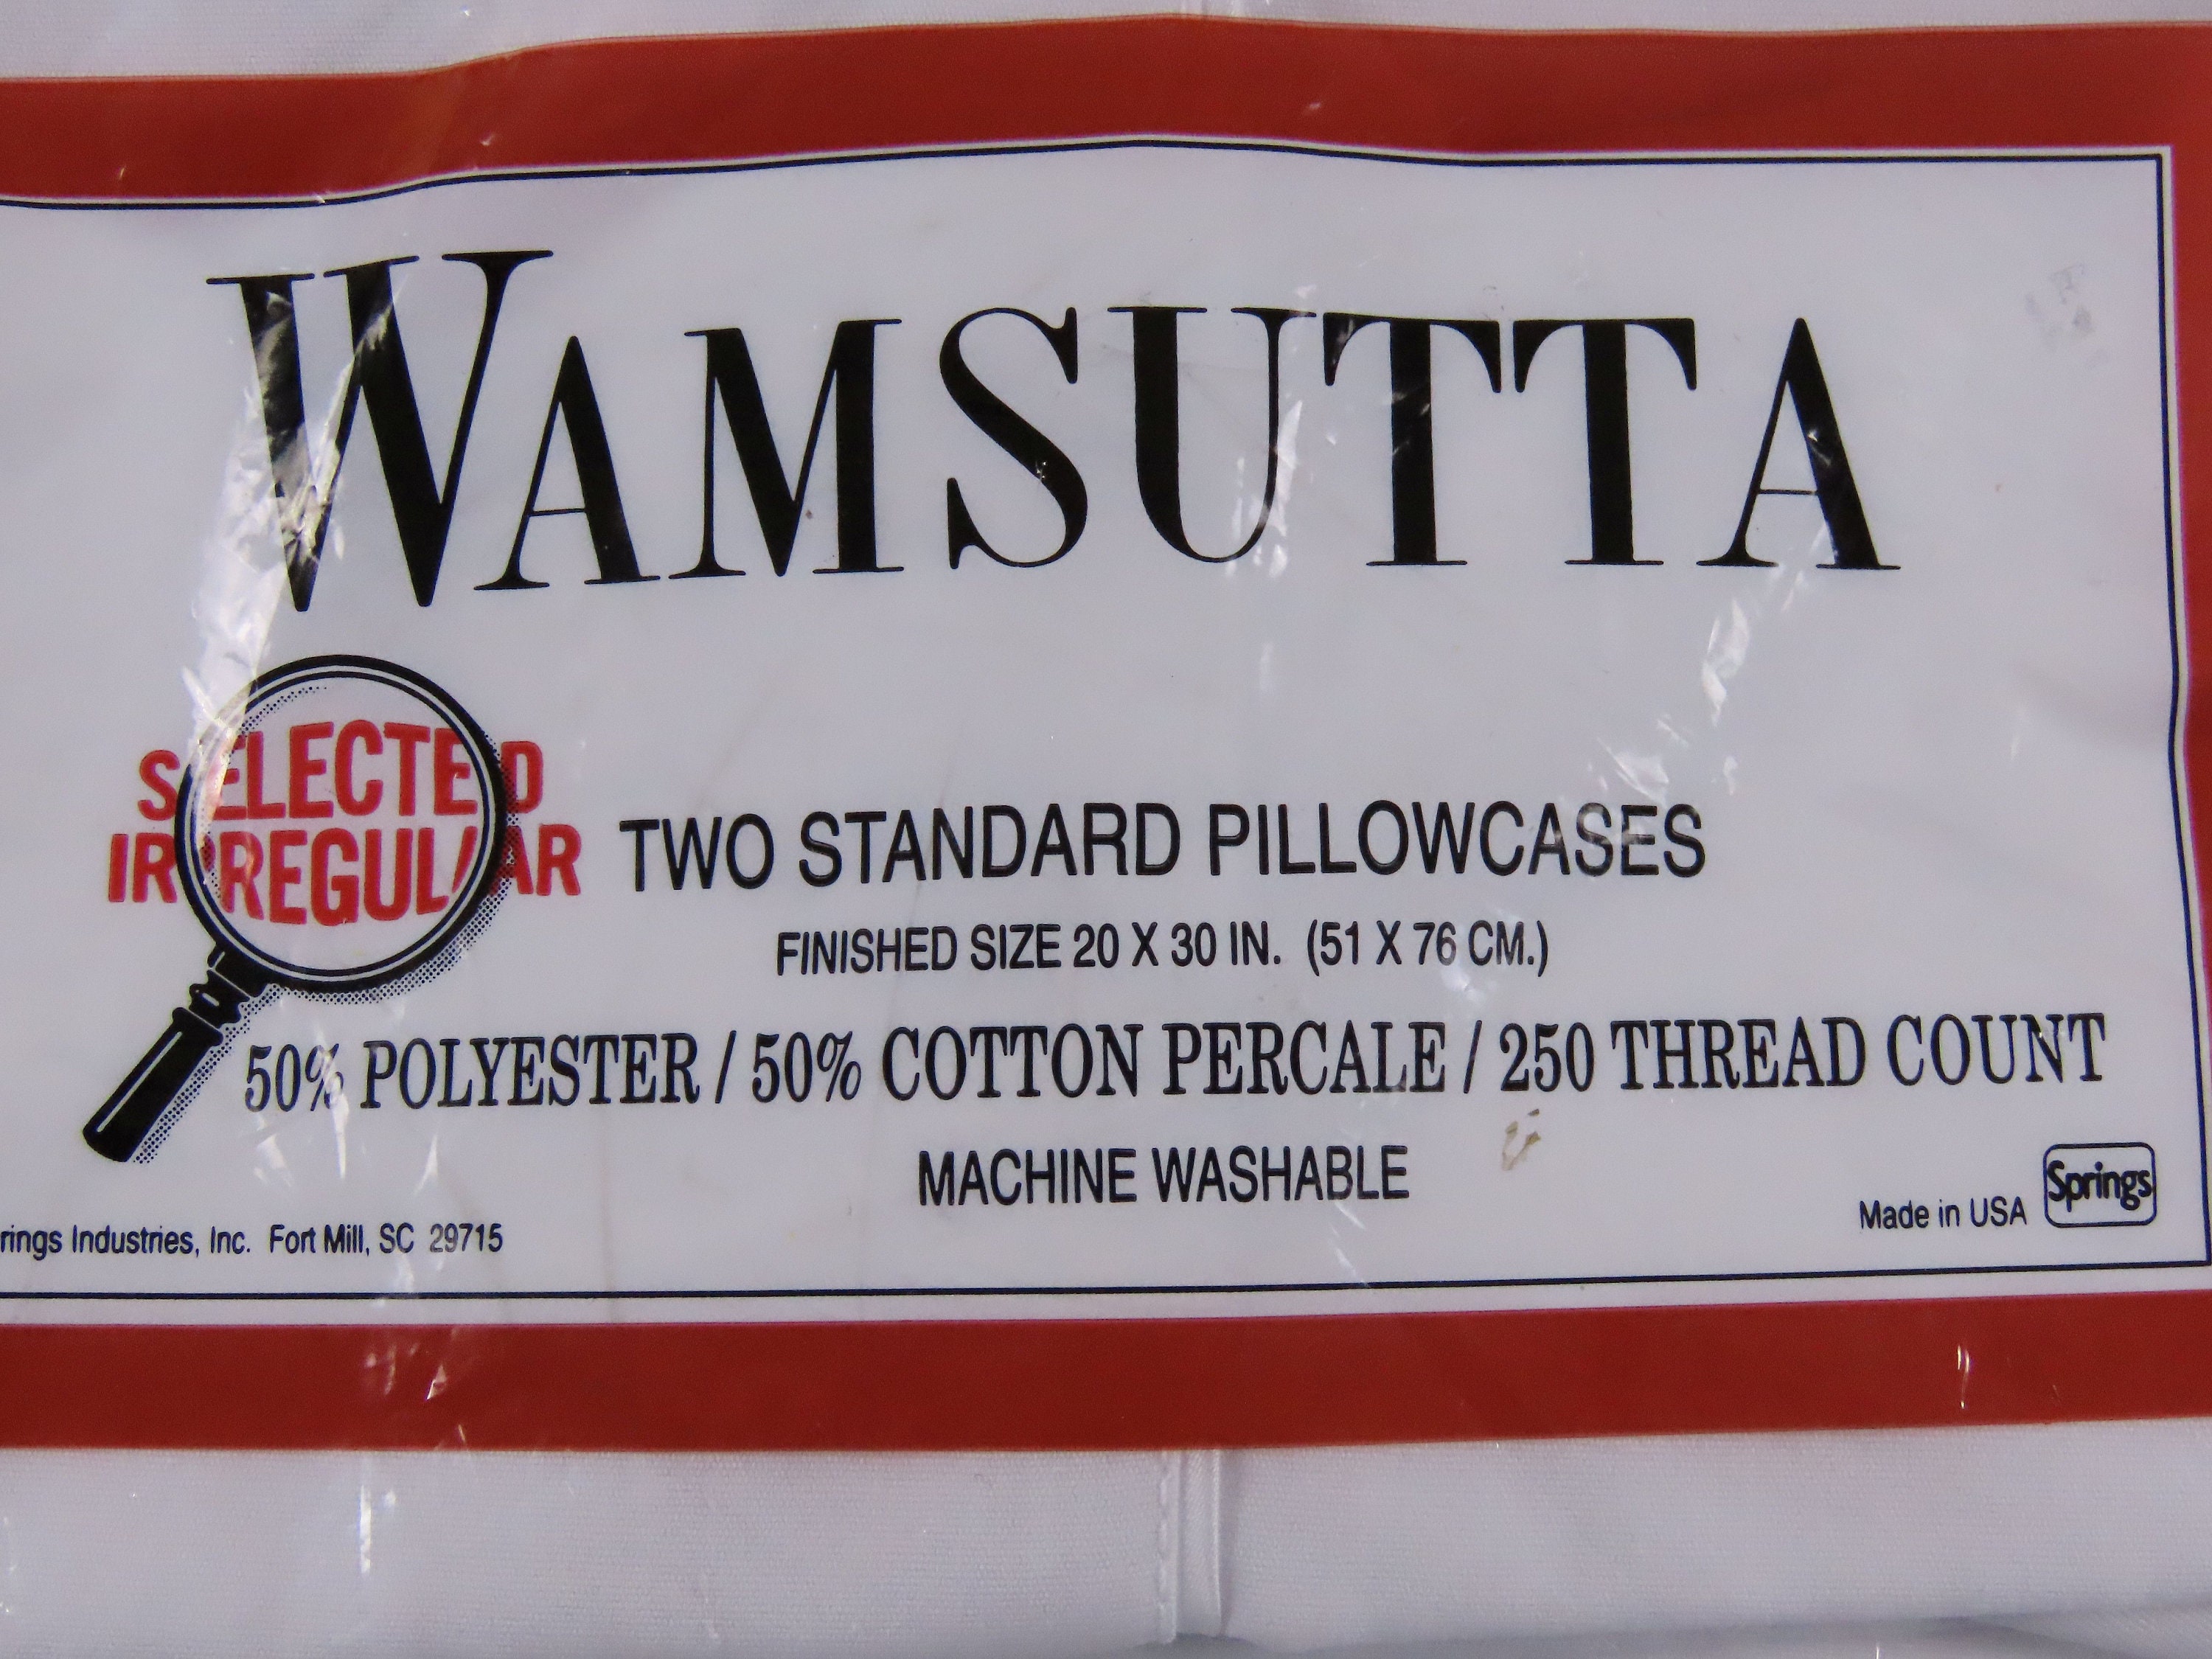 WAMSUTTA
SELECTED
IRREGULAR
TWO STANDARD PILLOWCASES
FINISHED SIZE 20 X 30 IN. (51 X 76 CM.)
50% POLYESTER / 50% COTTON PERCALE / 250 THREAD COUNT
MACHINE WASHABLE
rings Industries, Inc. Fort Mill, SC 29715
Made in USA
Springs